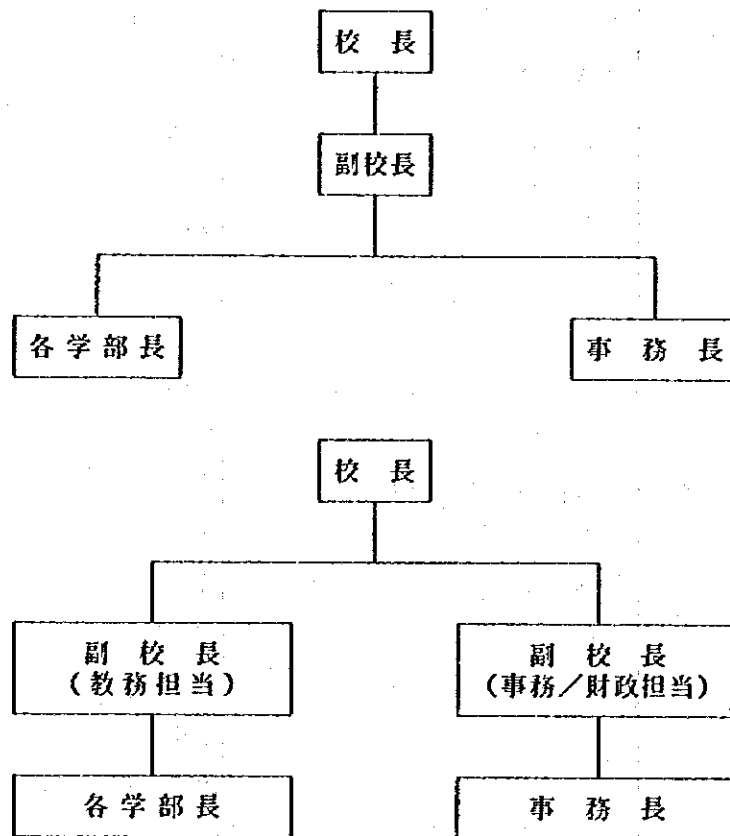 校長
副校長
各学部長
事務長
校長
副校長
(教務担当)
副校長
(事務/財政担当)
各学部長
事務長